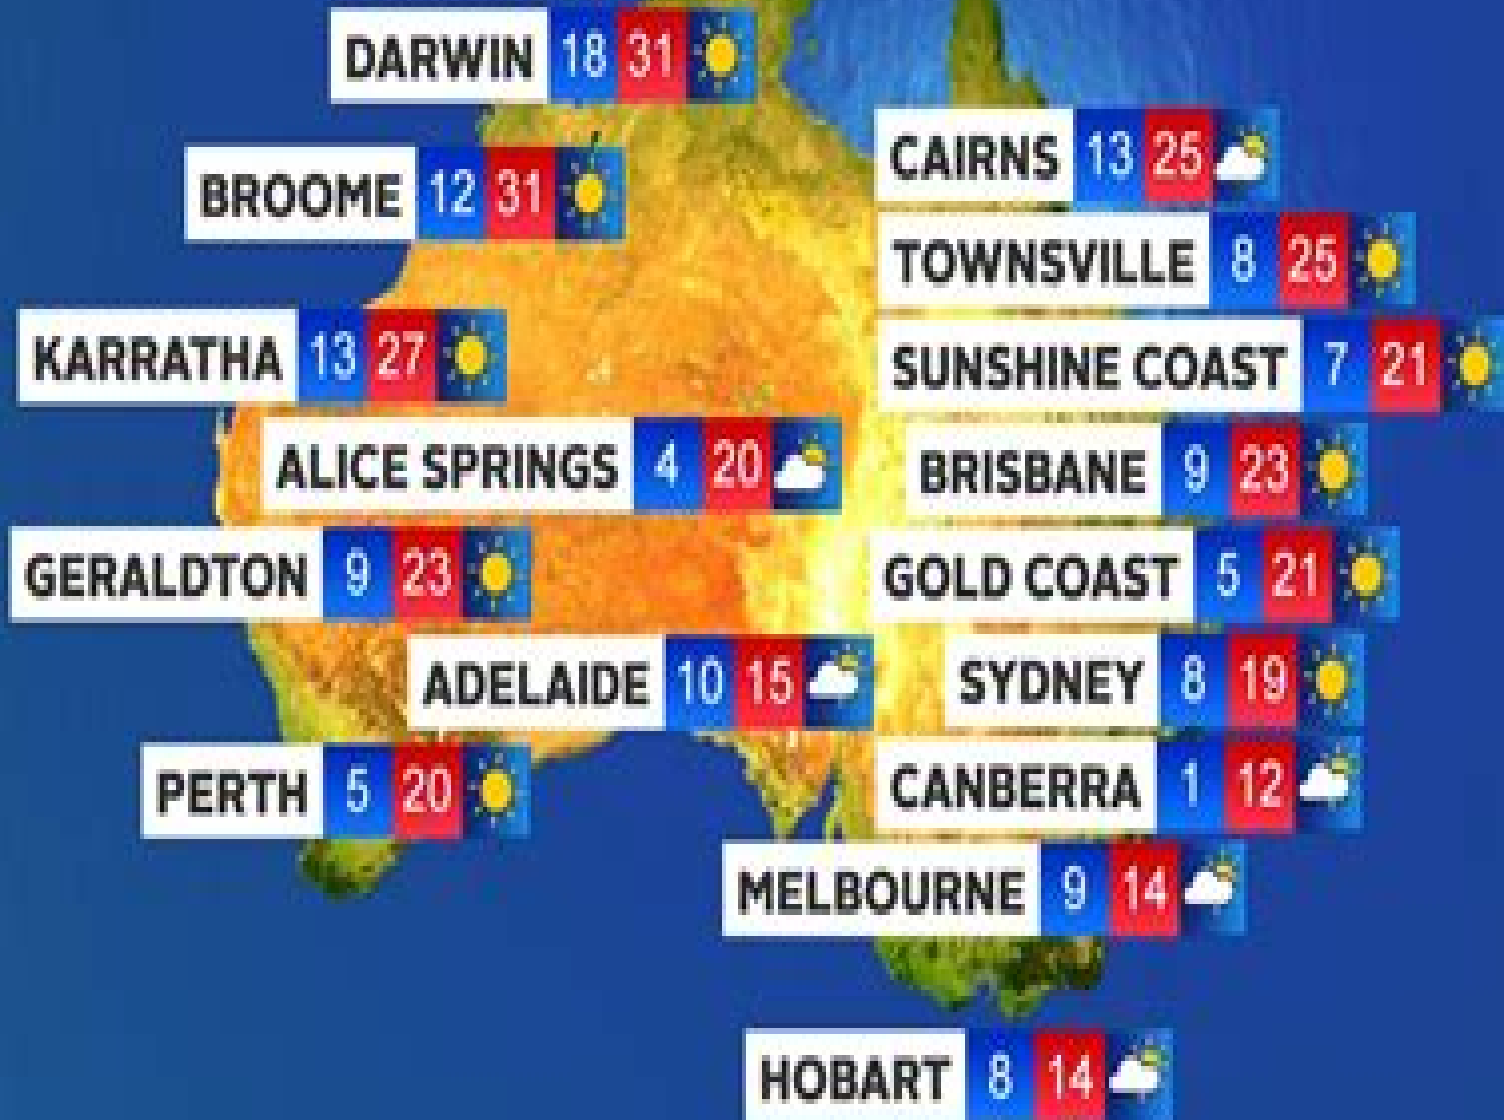 DARWIN 18 31
CAIRNS 13 25
BROOME 12 31
TOWNSVILLE 8 25
KARRATHA 13 27
SUNSHINE COAST 7 21
ALICE SPRINGS 4 20
BRISBANE 9 23
GERALDTON 9 23
GOLD COAST 5 21
ADELAIDE 10 15
SYDNEY 8 19
PERTH 5 20
CANBERRA 1 12
MELBOURNE 9 14
HOBART 8 14